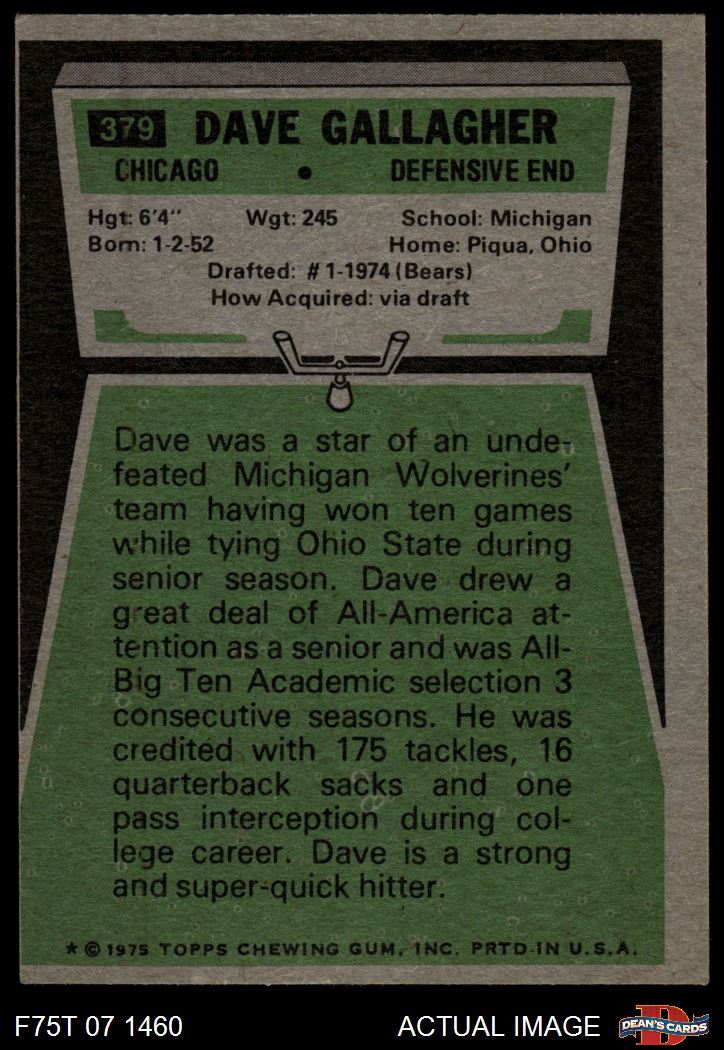 379 DAVE GALLAGHER
CHICAGO • DEFENSIVE END
Hgt: 6'4" Wgt: 245 School: Michigan
Born: 1-2-52 Home: Piqua, Ohio
Drafted: #1-1974 (Bears)
How Acquired: via draft
Dave was a star of an unde-
feated Michigan Wolverines'
team having won ten games
while tying Ohio State during
senior season. Dave drew a
great deal of All-America at-
tention as a senior and was All-
Big Ten Academic selection 3
consecutive seasons. He was
credited with 175 tackles, 16
quarterback sacks and one
pass interception during col-
lege career. Dave is a strong
and super-quick hitter.
* © 1975 TOPPS CHEWING GUM, INC. PRTD IN U.S.A.
F75T 07 1460 ACTUAL IMAGE D DEAN'S CARDS